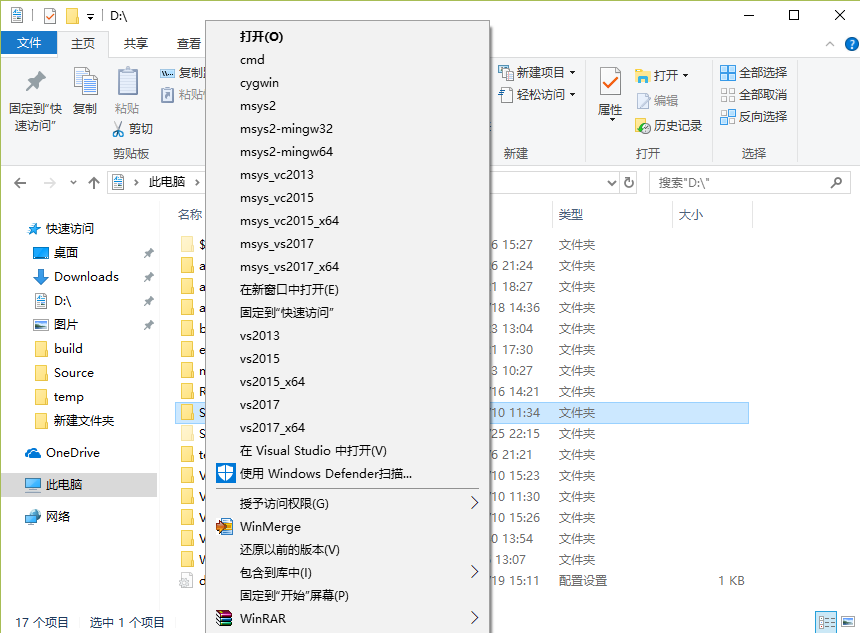 D:\
文件 主页 共享 查看
固定到“快速访问”
复制
粘贴
复制
粘贴
剪切
剪贴板
新建项目
轻松访问
新建
属性
打开
编辑
历史记录
打开
全部选择
全部取消
反向选择
选择
此电脑
搜索"D:\"
快速访问
桌面
Downloads
D:\
图片
build
Source
temp
新建文件夹
OneDrive
此电脑
网络
名称 类型 大小
$ 6 15:27 文件夹
a 6 21:24 文件夹
a 1 18:27 文件夹
a 18 14:36 文件夹
b 3 13:04 文件夹
e 1 17:30 文件夹
n 3 10:27 文件夹
R 16 14:21 文件夹
S 10 11:34 文件夹
S 25 22:15 文件夹
te 6 21:21 文件夹
V 10 15:23 文件夹
V 10 11:30 文件夹
V 10 15:26 文件夹
V 0 13:54 文件夹
W 13:07 文件夹
d 19 15:11 配置设置 1 KB
打开(O)
cmd
cygwin
msys2
msys2-mingw32
msys2-mingw64
msys_vc2013
msys_vc2015
msys_vc2015_x64
msys_vs2017
msys_vs2017_x64
在新窗口中打开(E)
固定到“快速访问”
vs2013
vs2015
vs2015_x64
vs2017
vs2017_x64
在 Visual Studio 中打开(V)
使用 Windows Defender扫描...
授予访问权限(G)
WinMerge
还原以前的版本(V)
包含到库中(I)
固定到“开始”屏幕(P)
WinRAR
17 个项目 选中 1 个项目